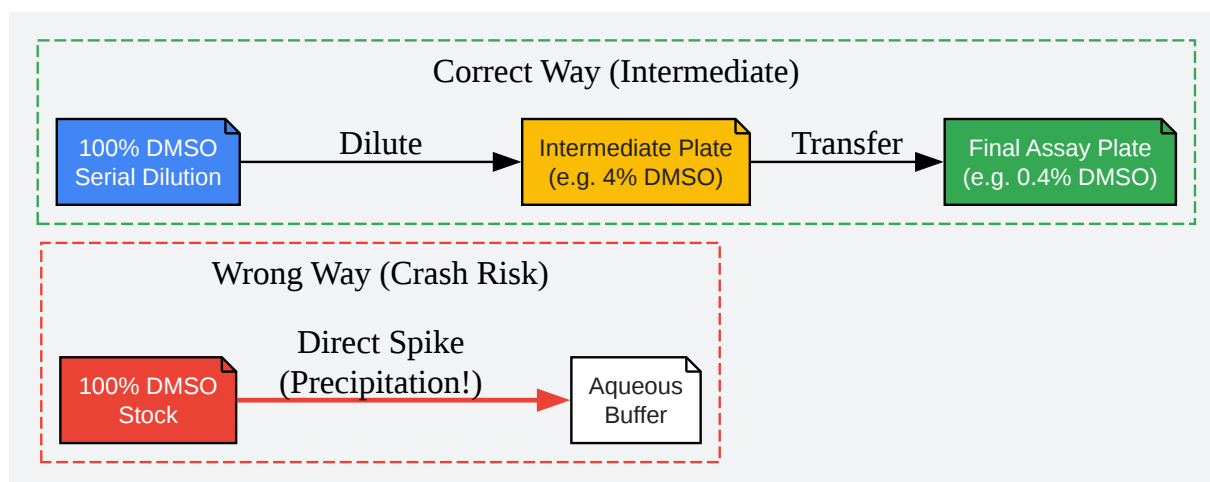 Correct Way (Intermediate)
100% DMSO
Serial Dilution
Dilute
Intermediate Plate
(e.g. 4% DMSO)
Transfer
Final Assay Plate
(e.g. 0.4% DMSO)
Wrong Way (Crash Risk)
100% DMSO
Stock
Direct Spike
(Precipitation!)
Aqueous
Buffer